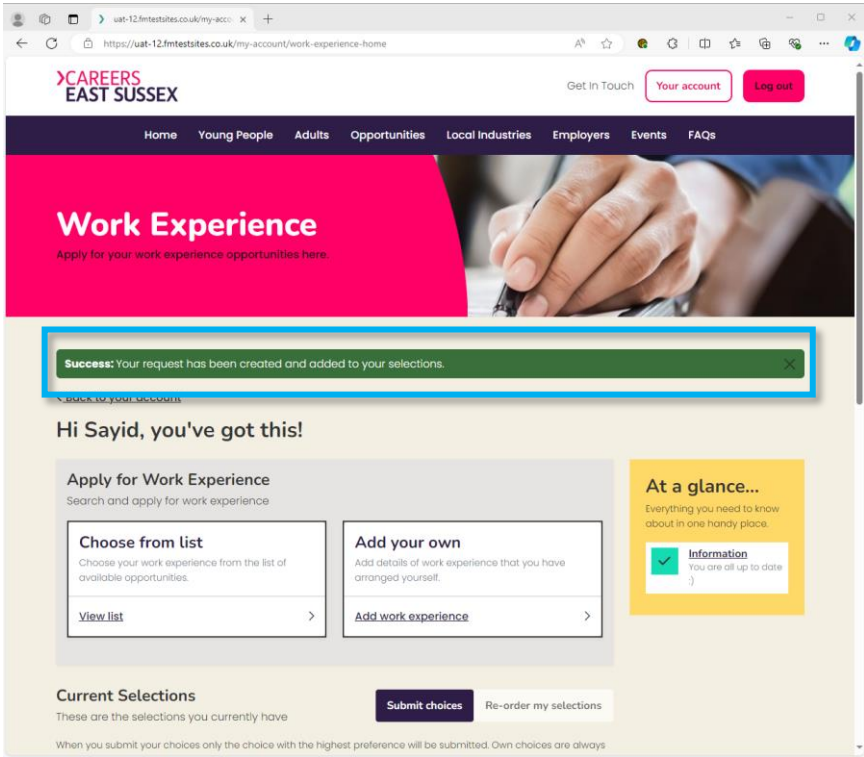 uat-12.fmtestsites.co.uk/my-acco
https://uat-12.fmtestsites.co.uk/my-account/work-experience-home
CAREERS
EAST SUSSEX
Get In Touch
Your account
Log out
Home Young People Adults Opportunities Local Industries Employers Events FAQs
Work Experience
Apply for your work experience opportunities here.
Success: Your request has been created and added to your selections.
< Back to your account
Hi Sayid, you've got this!
Apply for Work Experience
Search and apply for work experience
Choose from list
Choose your work experience from the list of
available opportunities.
View list
Add your own
Add details of work experience that you have
arranged yourself.
Add work experience
At a glance...
Everything you need to know
about in one handy place.
Information
You are all up to date
:)
Current Selections
These are the selections you currently have
Submit choices
Re-order my selections
When you submit your choices only the choice with the highest preference will be submitted. Own choices are always